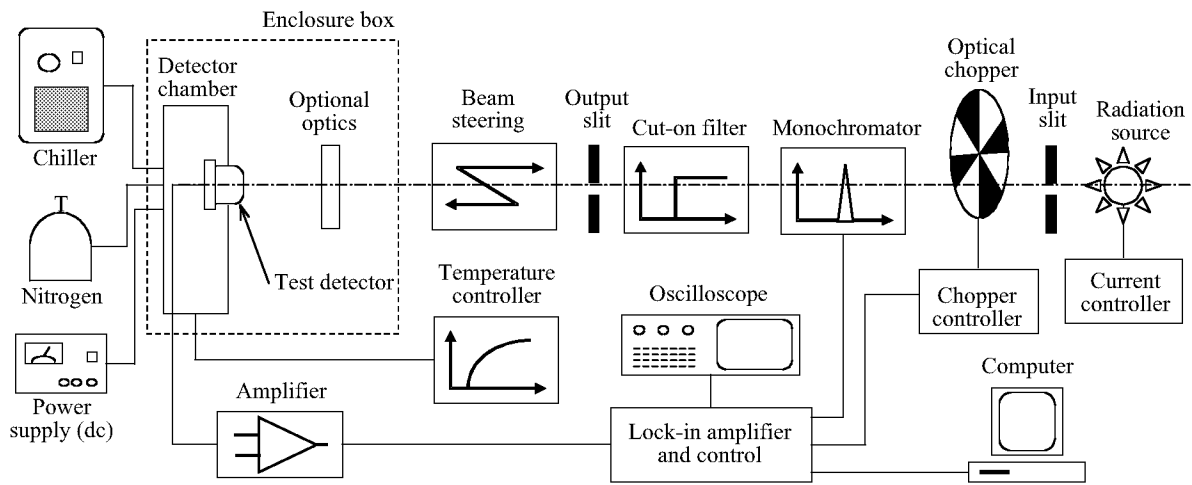 Enclosure box
Detector
chamber
Optional
optics
Chiller
Nitrogen
T
Power
supply (dc)
Test detector
Beam
steering
Output
slit
Cut-on filter
Monochromator
Optical
chopper
Input
slit
Radiation
source
Temperature
controller
Oscilloscope
Chopper
controller
Current
controller
Amplifier
Lock-in amplifier
and control
Computer